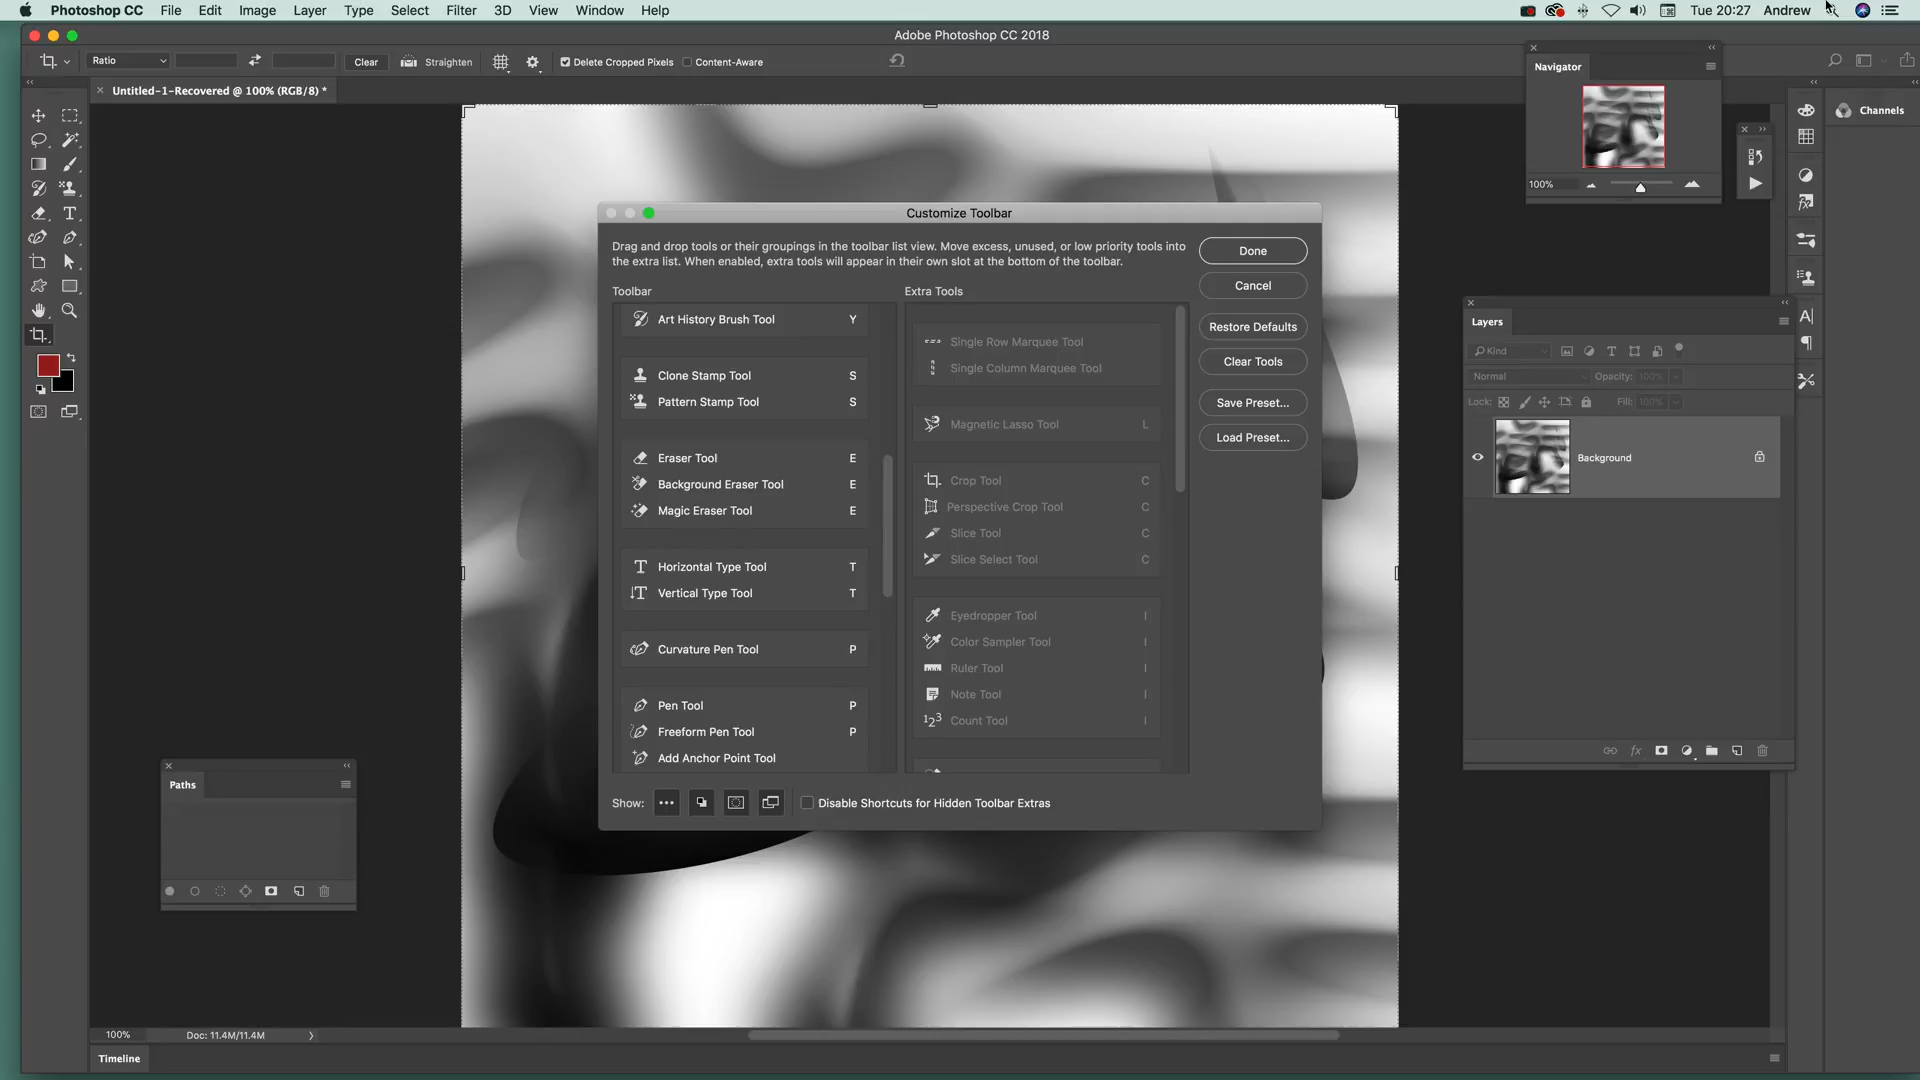 Photoshop CC File Edit Image Layer Type Select Filter 3D View Window Help
Tue 20:27 Andrew
Adobe Photoshop CC 2018
Ratio Clear Straighten Delete Cropped Pixels Content-Aware
Untitled-1-Recovered @ 100% (RGB/8) *
Navigator
100%
Channels
Customize Toolbar
Drag and drop tools or their groupings in the toolbar list view. Move excess, unused, or low priority tools into
the extra list. When enabled, extra tools will appear in their own slot at the bottom of the toolbar.
Toolbar
Art History Brush Tool Y
Clone Stamp Tool S
Pattern Stamp Tool S
Eraser Tool E
Background Eraser Tool E
Magic Eraser Tool E
Horizontal Type Tool T
Vertical Type Tool T
Curvature Pen Tool P
Pen Tool P
Freeform Pen Tool P
Add Anchor Point Tool
Extra Tools
Single Row Marquee Tool
Single Column Marquee Tool
Magnetic Lasso Tool L
Crop Tool C
Perspective Crop Tool C
Slice Tool C
Slice Select Tool C
Eyedropper Tool I
Color Sampler Tool I
Ruler Tool I
Note Tool I
Count Tool I
Done
Cancel
Restore Defaults
Clear Tools
Save Preset...
Load Preset...
Show: Disable Shortcuts for Hidden Toolbar Extras
Layers
Kind
Normal Opacity: 100%
Lock: Fill: 100%
Background
Paths
100% Doc: 11.4M/11.4M
Timeline